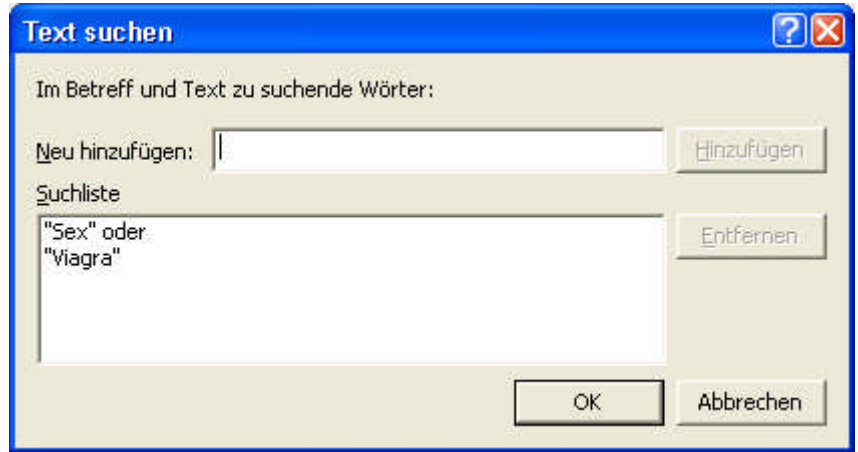 Text suchen
Im Betreff und Text zu suchende Wörter:
Neu hinzufügen: Hinzufügen
Suchliste
"Sex" oder
"Viagra"
Entfernen
OK Abbrechen